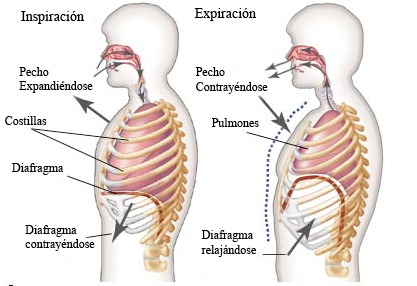 Inspiración
Expiración
Pecho
Expandiéndose
Costillas
Diafragma
Diafragma
contrayéndose
Pecho
Contrayéndose
Pulmones
Diafragma
relajándose